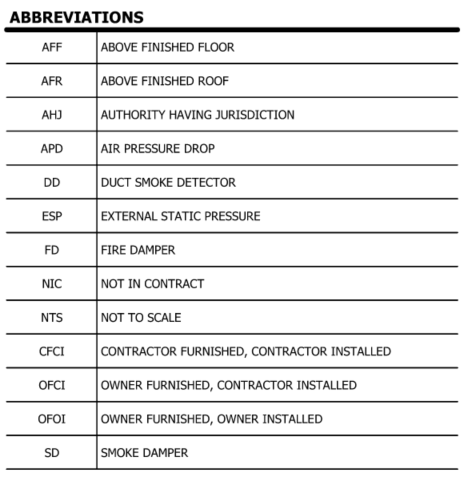 ABBREVIATIONS
AFF ABOVE FINISHED FLOOR
AFR ABOVE FINISHED ROOF
AHJ AUTHORITY HAVING JURISDICTION
APD AIR PRESSURE DROP
DD DUCT SMOKE DETECTOR
ESP EXTERNAL STATIC PRESSURE
FD FIRE DAMPER
NIC NOT IN CONTRACT
NTS NOT TO SCALE
CFCI CONTRACTOR FURNISHED, CONTRACTOR INSTALLED
OFCI OWNER FURNISHED, CONTRACTOR INSTALLED
OFOI OWNER FURNISHED, OWNER INSTALLED
SD SMOKE DAMPER